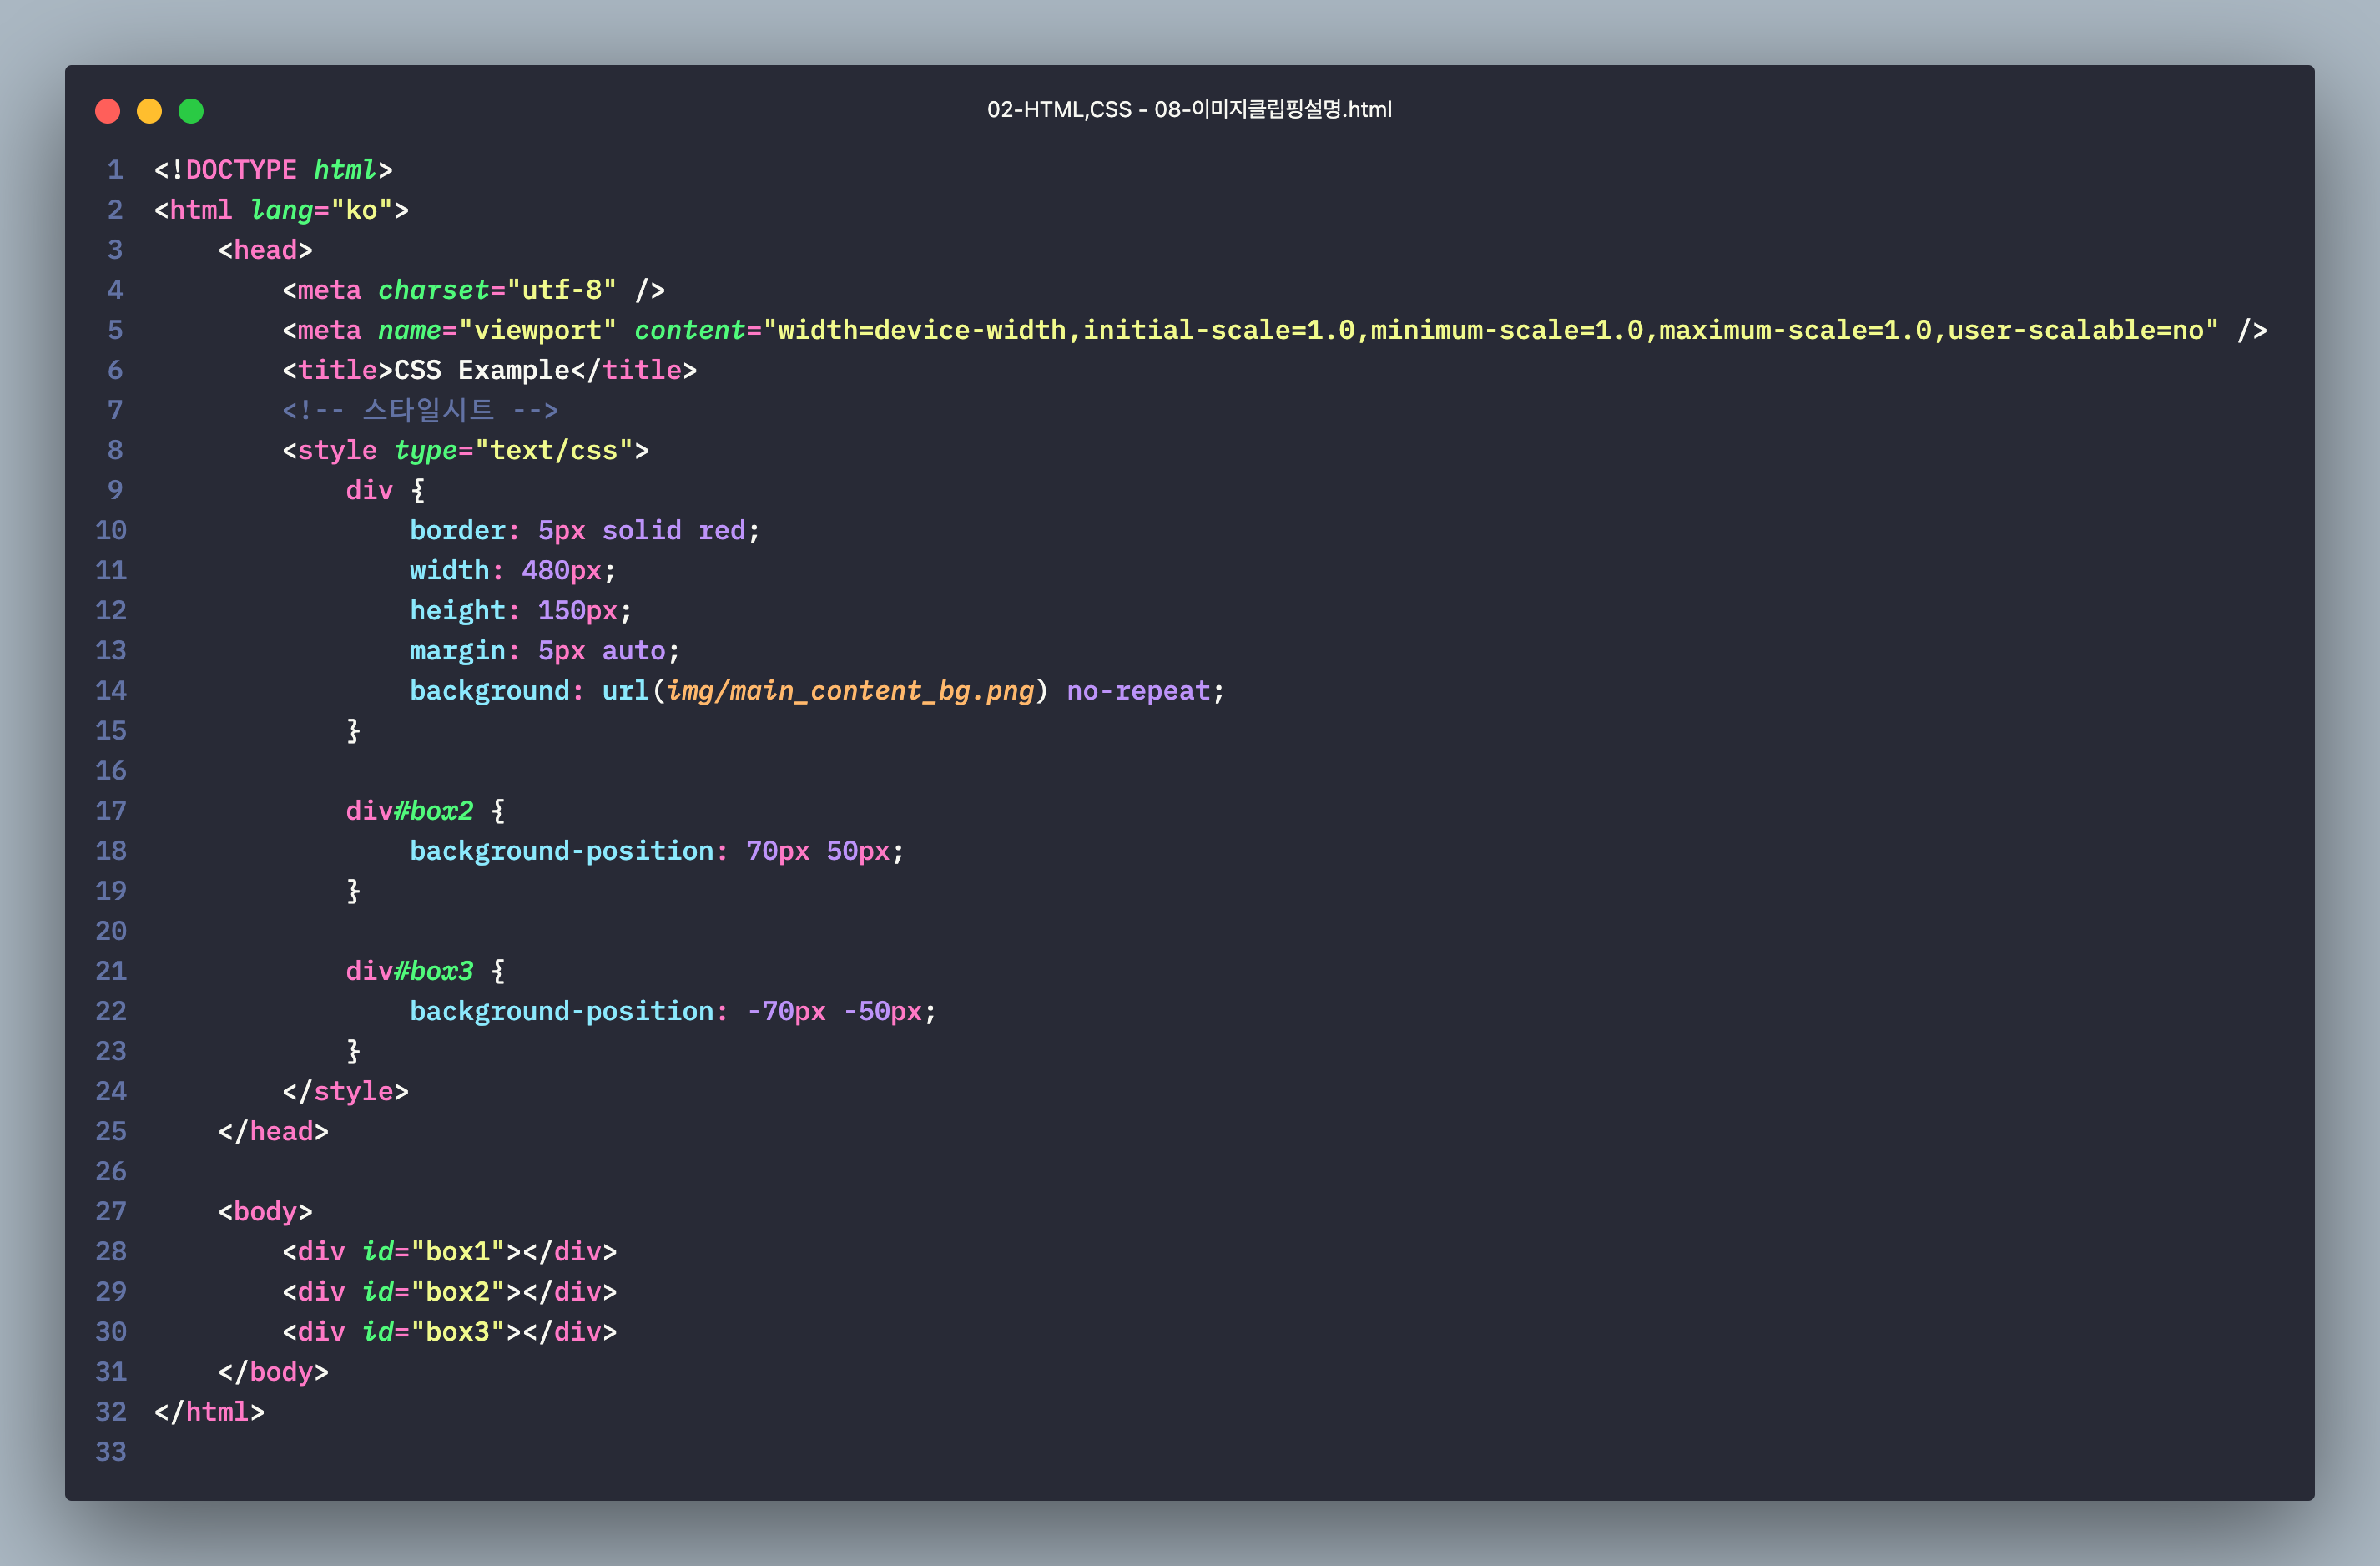 02-HTML,CSS - 08-이미지클립핑설명.html
1 <!DOCTYPE html>
2 <html lang="ko">
3     <head>
4         <meta charset="utf-8" />
5         <meta name="viewport" content="width=device-width,initial-scale=1.0,minimum-scale=1.0,maximum-scale=1.0,user-scalable=no" />
6         <title>CSS Example</title>
7         <!-- 스타일시트 -->
8         <style type="text/css">
9             div {
10                 border: 5px solid red;
11                 width: 480px;
12                 height: 150px;
13                 margin: 5px auto;
14                 background: url(img/main_content_bg.png) no-repeat;
15             }
16
17             div#box2 {
18                 background-position: 70px 50px;
19             }
20
21             div#box3 {
22                 background-position: -70px -50px;
23             }
24         </style>
25     </head>
26
27     <body>
28         <div id="box1"></div>
29         <div id="box2"></div>
30         <div id="box3"></div>
31     </body>
32 </html>
33